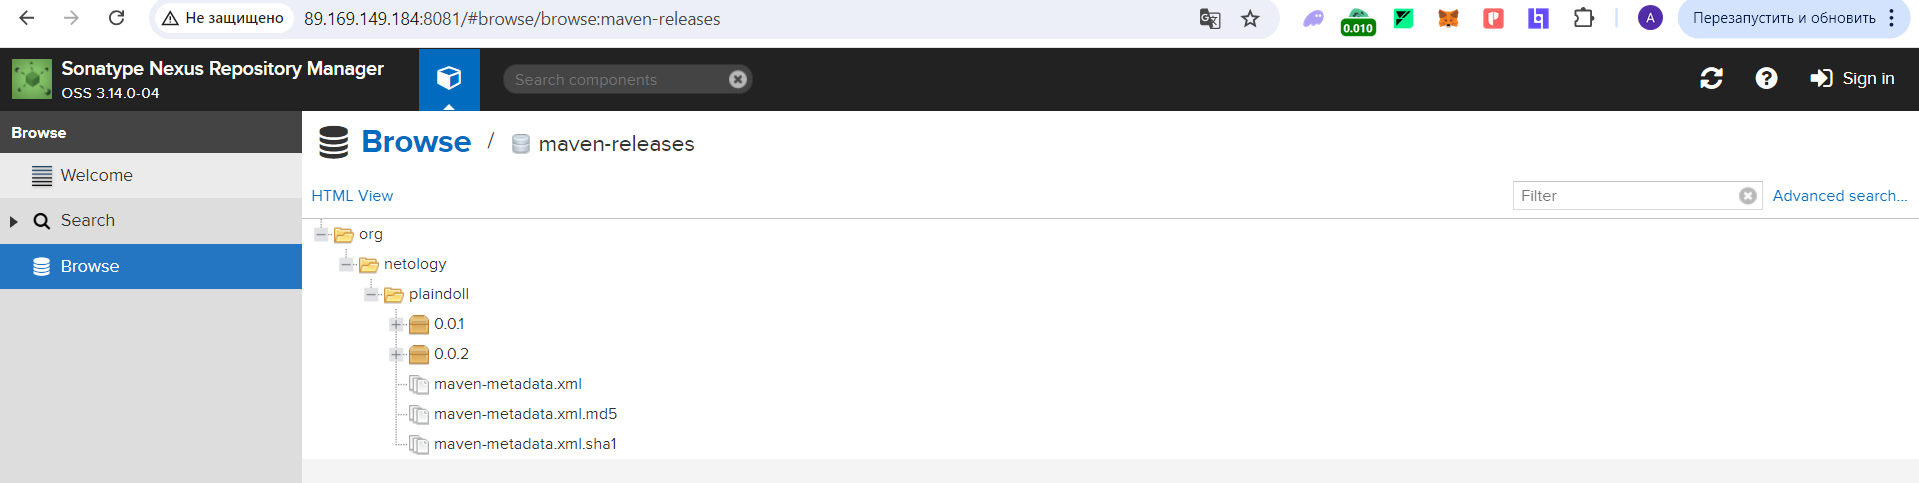 Не защищено 89.169.149.184:8081/#browse/browse:maven-releases 0.010 A Перезапустить и обновить
Sonatype Nexus Repository Manager
OSS 3.14.0-04
Search components
Sign in
Browse
Welcome
Search
Browse
Browse / maven-releases
HTML View
Filter
Advanced search...
org
netology
plaindoll
0.0.1
0.0.2
maven-metadata.xml
maven-metadata.xml.md5
maven-metadata.xml.sha1